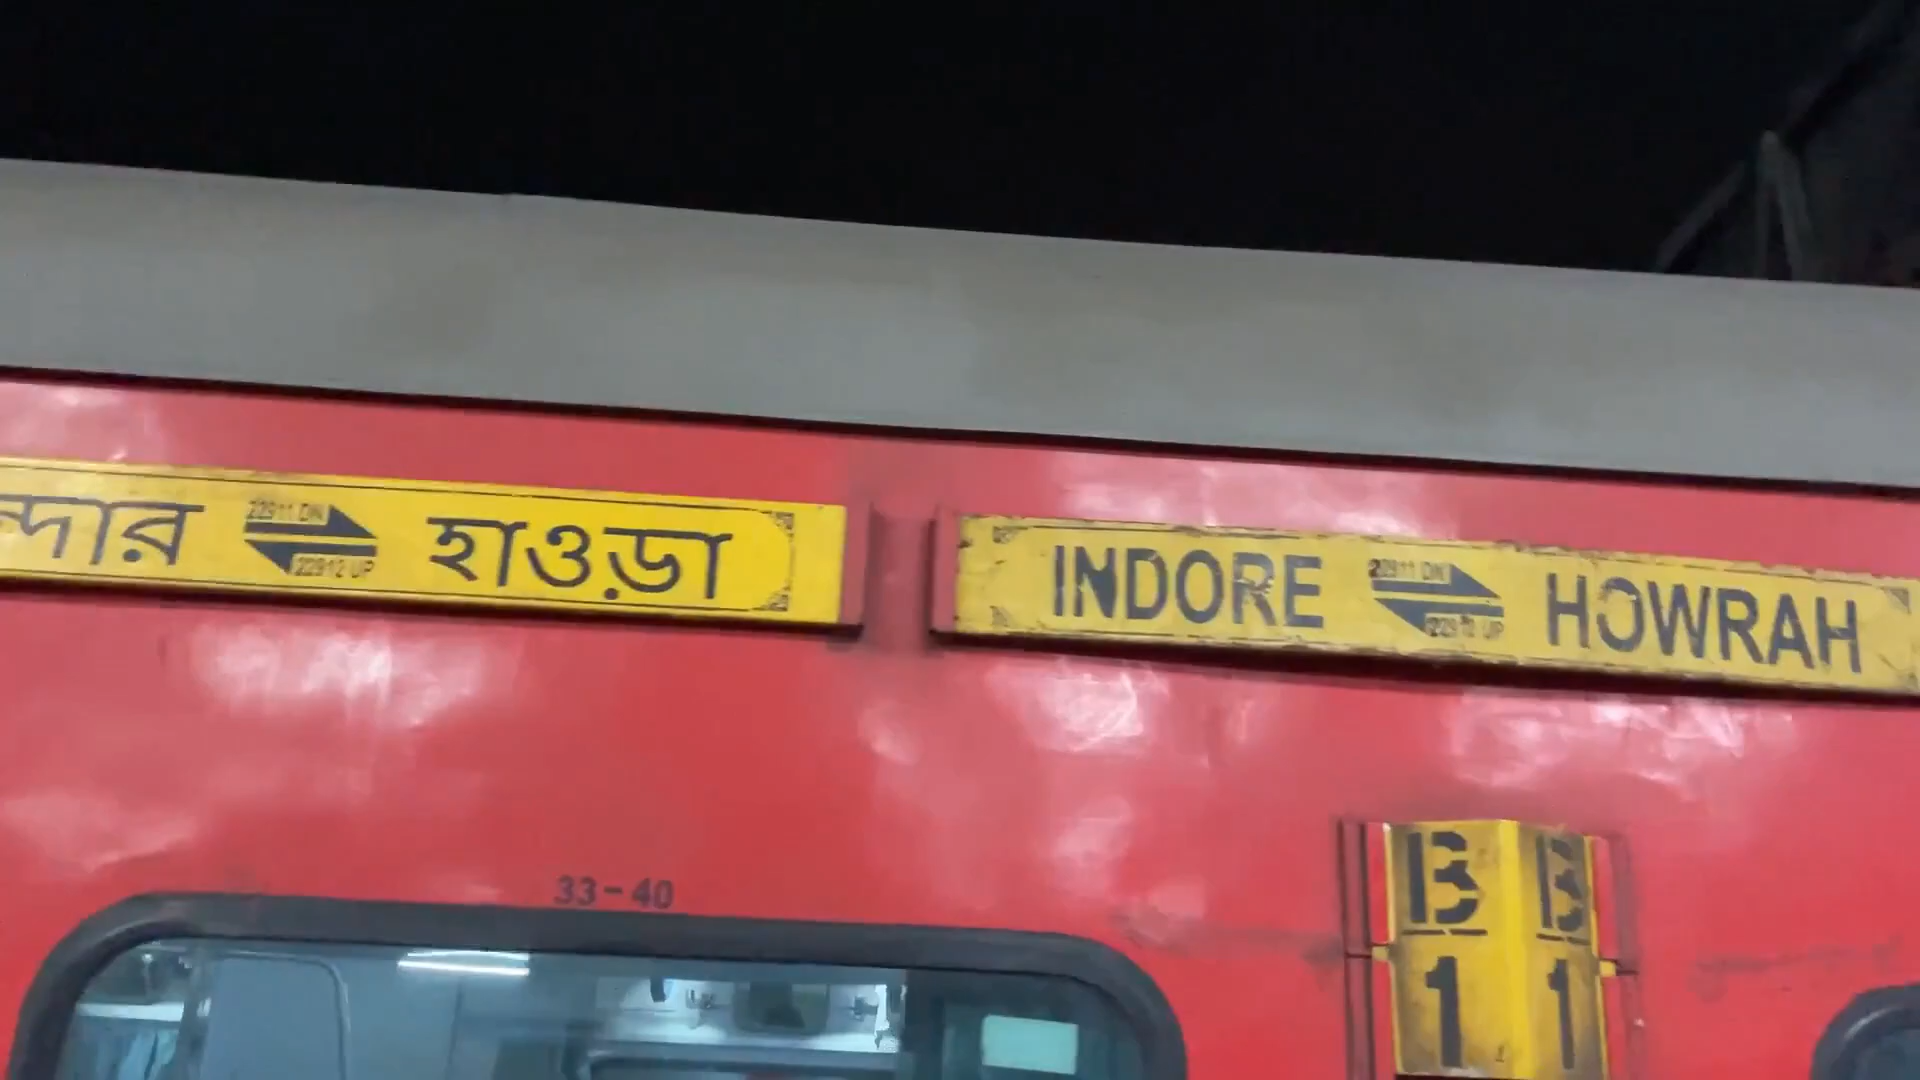 ন্দোর 22911 DN 22912 UP হাওড়া
INDORE 22911 DN 22912 UP HOWRAH
33-40
B B
1 1